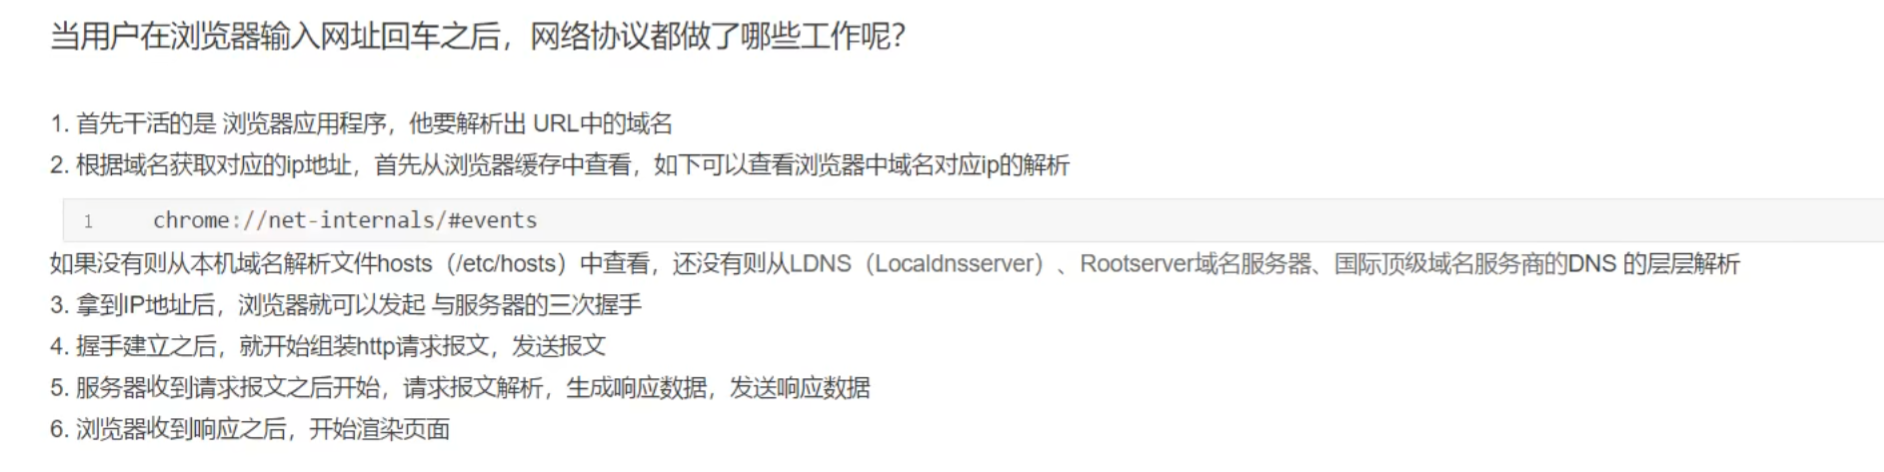 当用户在浏览器输入网址回车之后，网络协议都做了哪些工作呢？
1. 首先干活的是 浏览器应用程序，他要解析出 URL中的域名
2. 根据域名获取对应的ip地址，首先从浏览器缓存中查看，如下可以查看浏览器中域名对应ip的解析
1 chrome://net-internals/#events
如果没有则从本机域名解析文件hosts（/etc/hosts）中查看，还没有则从LDNS（Localdnsserver）、Rootserver域名服务器、国际顶级域名服务商的DNS 的层层解析
3. 拿到IP地址后，浏览器就可以发起 与服务器的三次握手
4. 握手建立之后，就开始组装http请求报文，发送报文
5. 服务器收到请求报文之后开始，请求报文解析，生成响应数据，发送响应数据
6. 浏览器收到响应之后，开始渲染页面